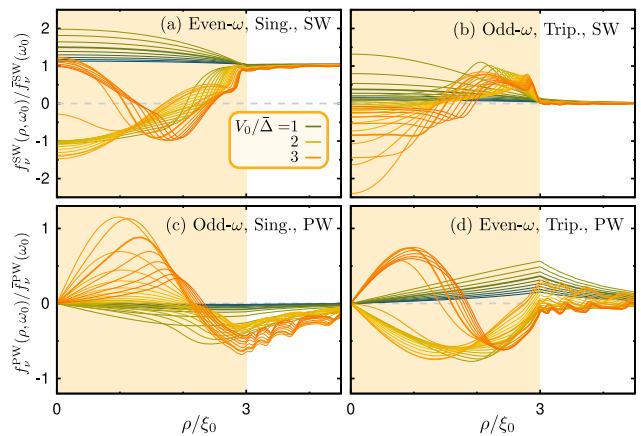 (a) Even-ω, Sing., SW
(b) Odd-ω, Trip., SW
f_ν^SW(ρ, ω₀)/f̄_ν^SW(ω₀)
2
1
0
-1
-2
V₀/Δ̄ =1
2
3
(c) Odd-ω, Sing., PW
(d) Even-ω, Trip., PW
f_ν^PW(ρ, ω₀)/f̄_ν^PW(ω₀)
1
0
-1
0
3
0
3
ρ/ξ₀
ρ/ξ₀